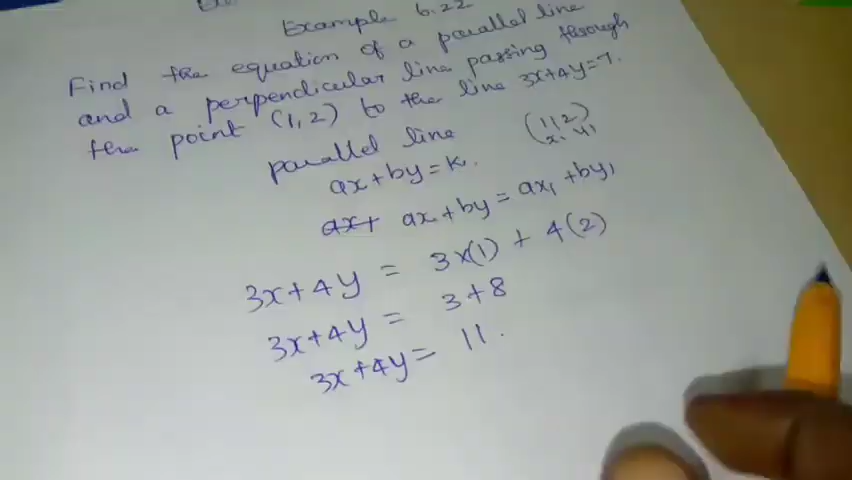 Example 6.22
Find the equation of a parallel line
and a perpendicular line passing through
the point (1,2) to the line 3x+4y=7.
parallel line (1,2)
x₁ y₁
ax+by=k.
ax+ ax+by=ax₁+by₁
3x+4y = 3×(1) + 4(2)
3x+4y = 3+8
3x+4y = 11.